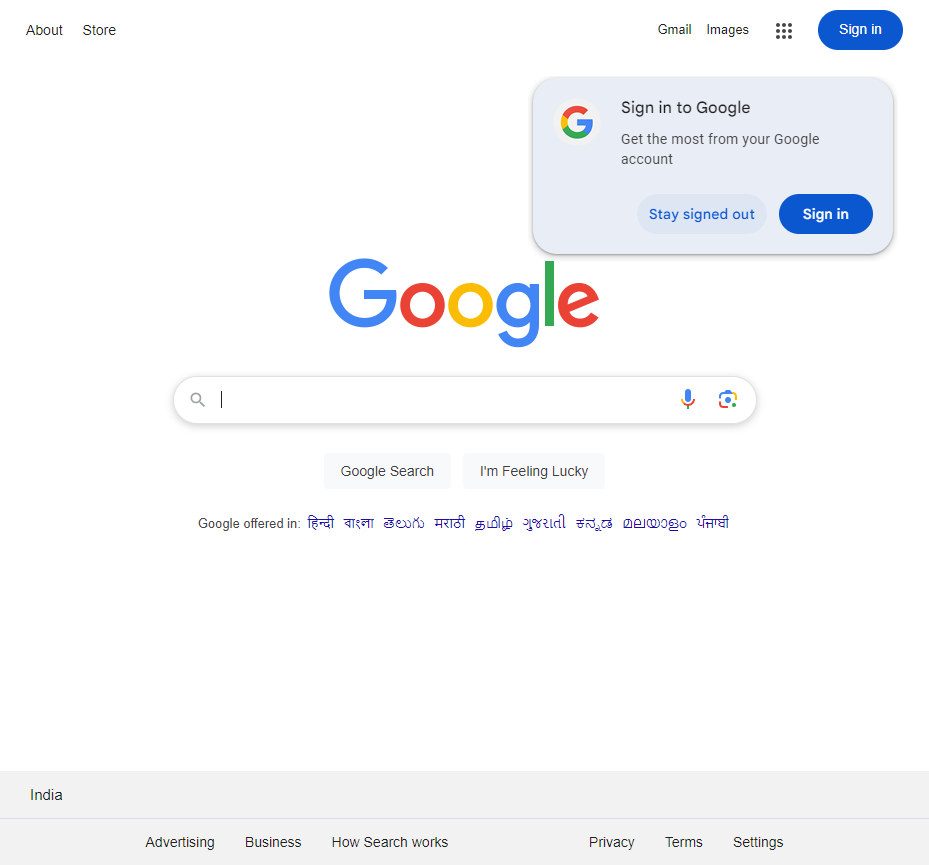 About Store
Gmail Images
Sign in
Sign in to Google
Get the most from your Google
account
Stay signed out
Sign in
Google
Google Search
I'm Feeling Lucky
Google offered in: हिन्दी বাংলা తెలుగు मराठी தமிழ் ગુજરાતી ಕನ್ನಡ മലയാളം ਪੰਜਾਬੀ
India
Advertising Business How Search works
Privacy Terms Settings